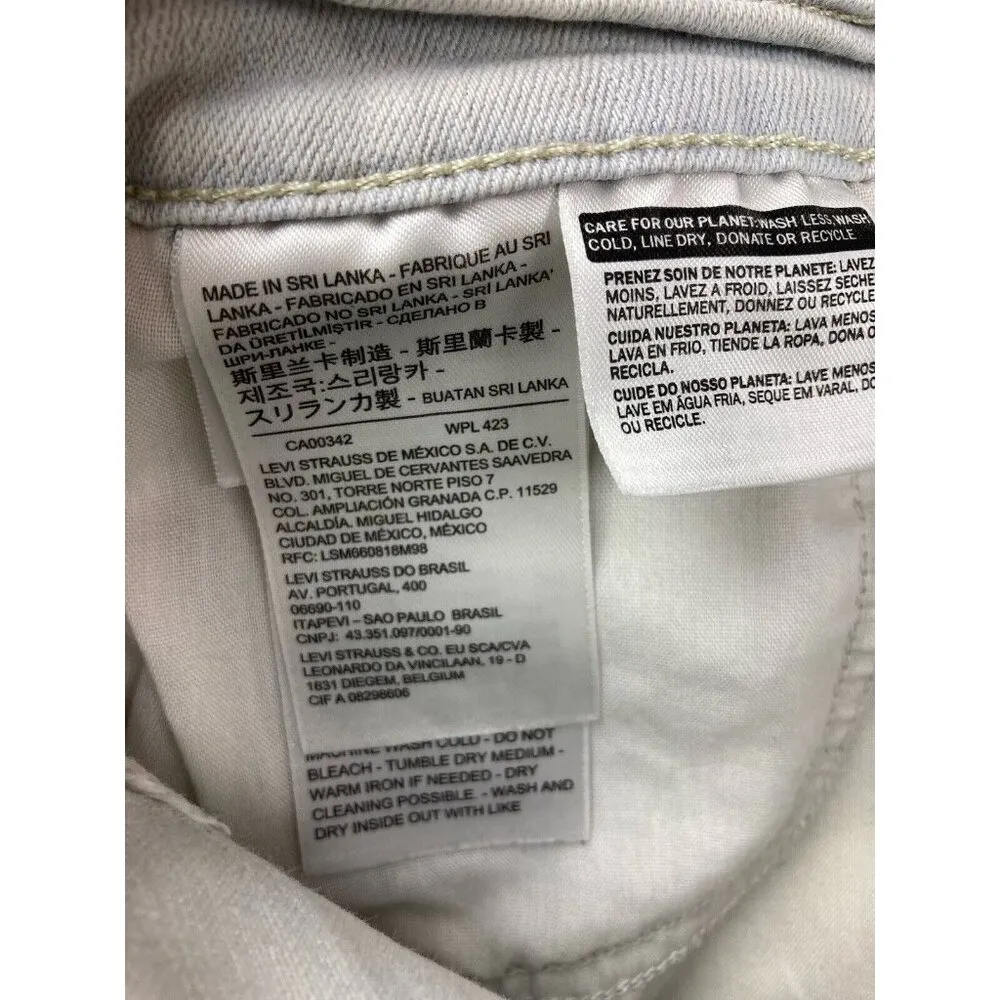 MADE IN SRI LANKA - FABRIQUE AU SRI
LANKA - FABRICADO EN SRI LANKA -
FABRICADO NO SRI LANKA - SRİ LANKA'
DA ÜRETİLMİŞTİR - СДЕЛАНО В
ШРИ-ЛАНКЕ -
斯里兰卡制造 - 斯里蘭卡製 -
제조국:스리랑카 -
スリランカ製 - BUATAN SRI LANKA
CA00342 WPL 423
LEVI STRAUSS DE MÉXICO S.A. DE C.V.
BLVD. MIGUEL DE CERVANTES SAAVEDRA
NO. 301, TORRE NORTE PISO 7
COL. AMPLIACIÓN GRANADA C.P. 11529
ALCALDÍA. MIGUEL HIDALGO
CIUDAD DE MÉXICO, MÉXICO
RFC: LSM660818M98
LEVI STRAUSS DO BRASIL
AV. PORTUGAL, 400
06690-110
ITAPEVI – SAO PAULO BRASIL
CNPJ: 43.351.097/0001-90
LEVI STRAUSS & CO. EU SCA/CVA
LEONARDO DA VINCILAAN, 19 - D
1831 DIEGEM, BELGIUM
CIF A 08298606
MACHINE WASH COLD - DO NOT
BLEACH - TUMBLE DRY MEDIUM -
WARM IRON IF NEEDED - DRY
CLEANING POSSIBLE - WASH AND
DRY INSIDE OUT WITH LIKE
CARE FOR OUR PLANET: WASH LESS, WASH
COLD, LINE DRY, DONATE OR RECYCLE
PRENEZ SOIN DE NOTRE PLANETE: LAVEZ
MOINS, LAVEZ A FROID, LAISSEZ SECHE
NATURELLEMENT, DONNEZ OU RECYCLE
CUIDA NUESTRO PLANETA: LAVA MENOS
LAVA EN FRIO, TIENDE LA ROPA, DONA O
RECICLA.
CUIDE DO NOSSO PLANETA: LAVE MENOS
LAVE EM ÁGUA FRIA, SEQUE EM VARAL, DO
OU RECICLE.